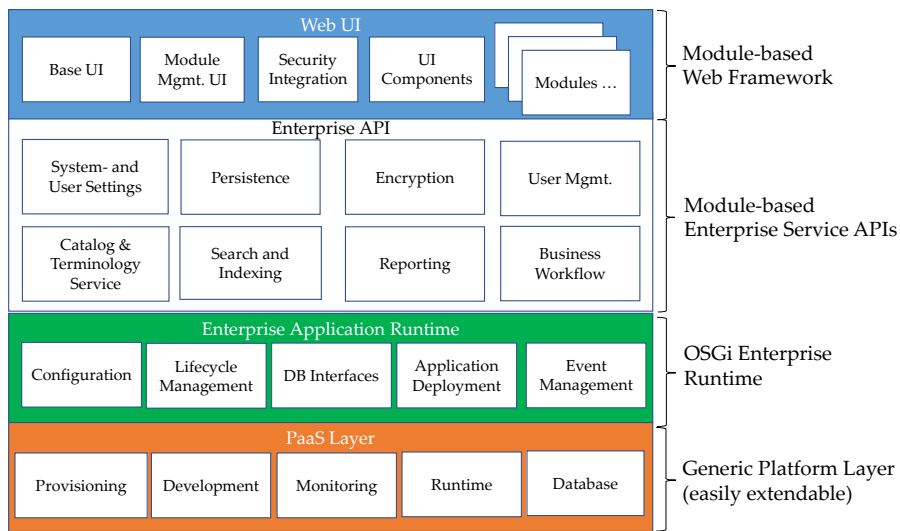 Web UI
Base UI
Module
Mgmt. UI
Security
Integration
UI
Components
Modules …
Module-based
Web Framework
Enterprise API
System- and
User Settings
Persistence
Encryption
User Mgmt.
Catalog &
Terminology
Service
Search and
Indexing
Reporting
Business
Workflow
Module-based
Enterprise Service APIs
Enterprise Application Runtime
Configuration
Lifecycle
Management
DB Interfaces
Application
Deployment
Event
Management
OSGi Enterprise
Runtime
PaaS Layer
Provisioning
Development
Monitoring
Runtime
Database
Generic Platform Layer
(easily extendable)